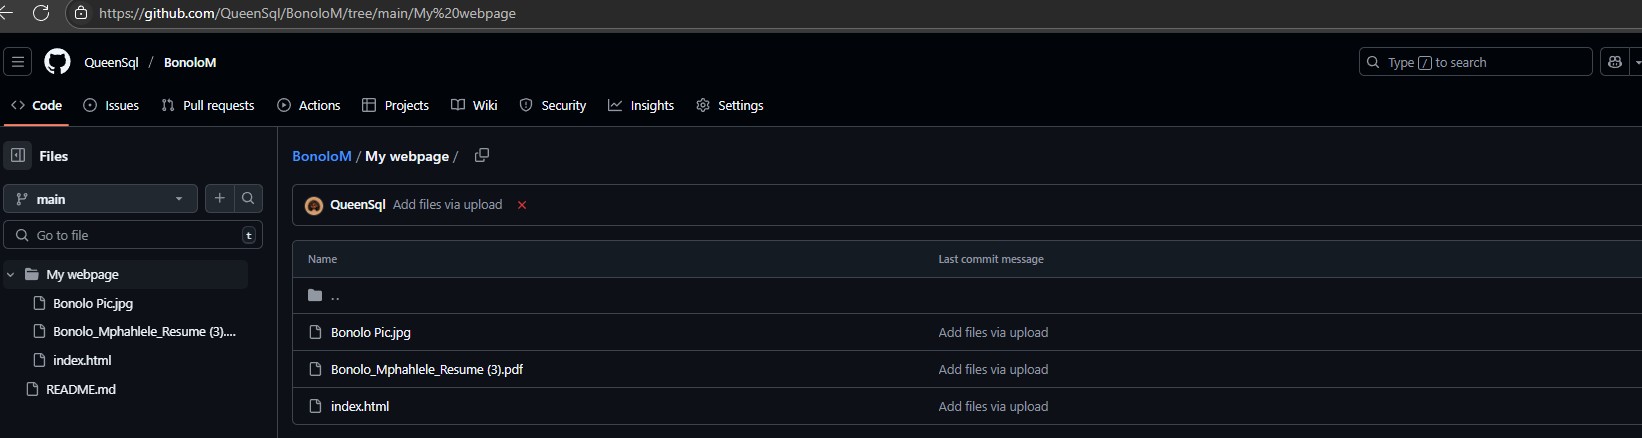 https://github.com/QueenSql/BonoloM/tree/main/My%20webpage
QueenSql / BonoloM
Type / to search
Code Issues Pull requests Actions Projects Wiki Security Insights Settings
Files
main
Go to file t
My webpage
Bonolo Pic.jpg
Bonolo_Mphahlele_Resume (3)....
index.html
README.md
BonoloM / My webpage /
QueenSql Add files via upload
Name Last commit message
..
Bonolo Pic.jpg Add files via upload
Bonolo_Mphahlele_Resume (3).pdf Add files via upload
index.html Add files via upload